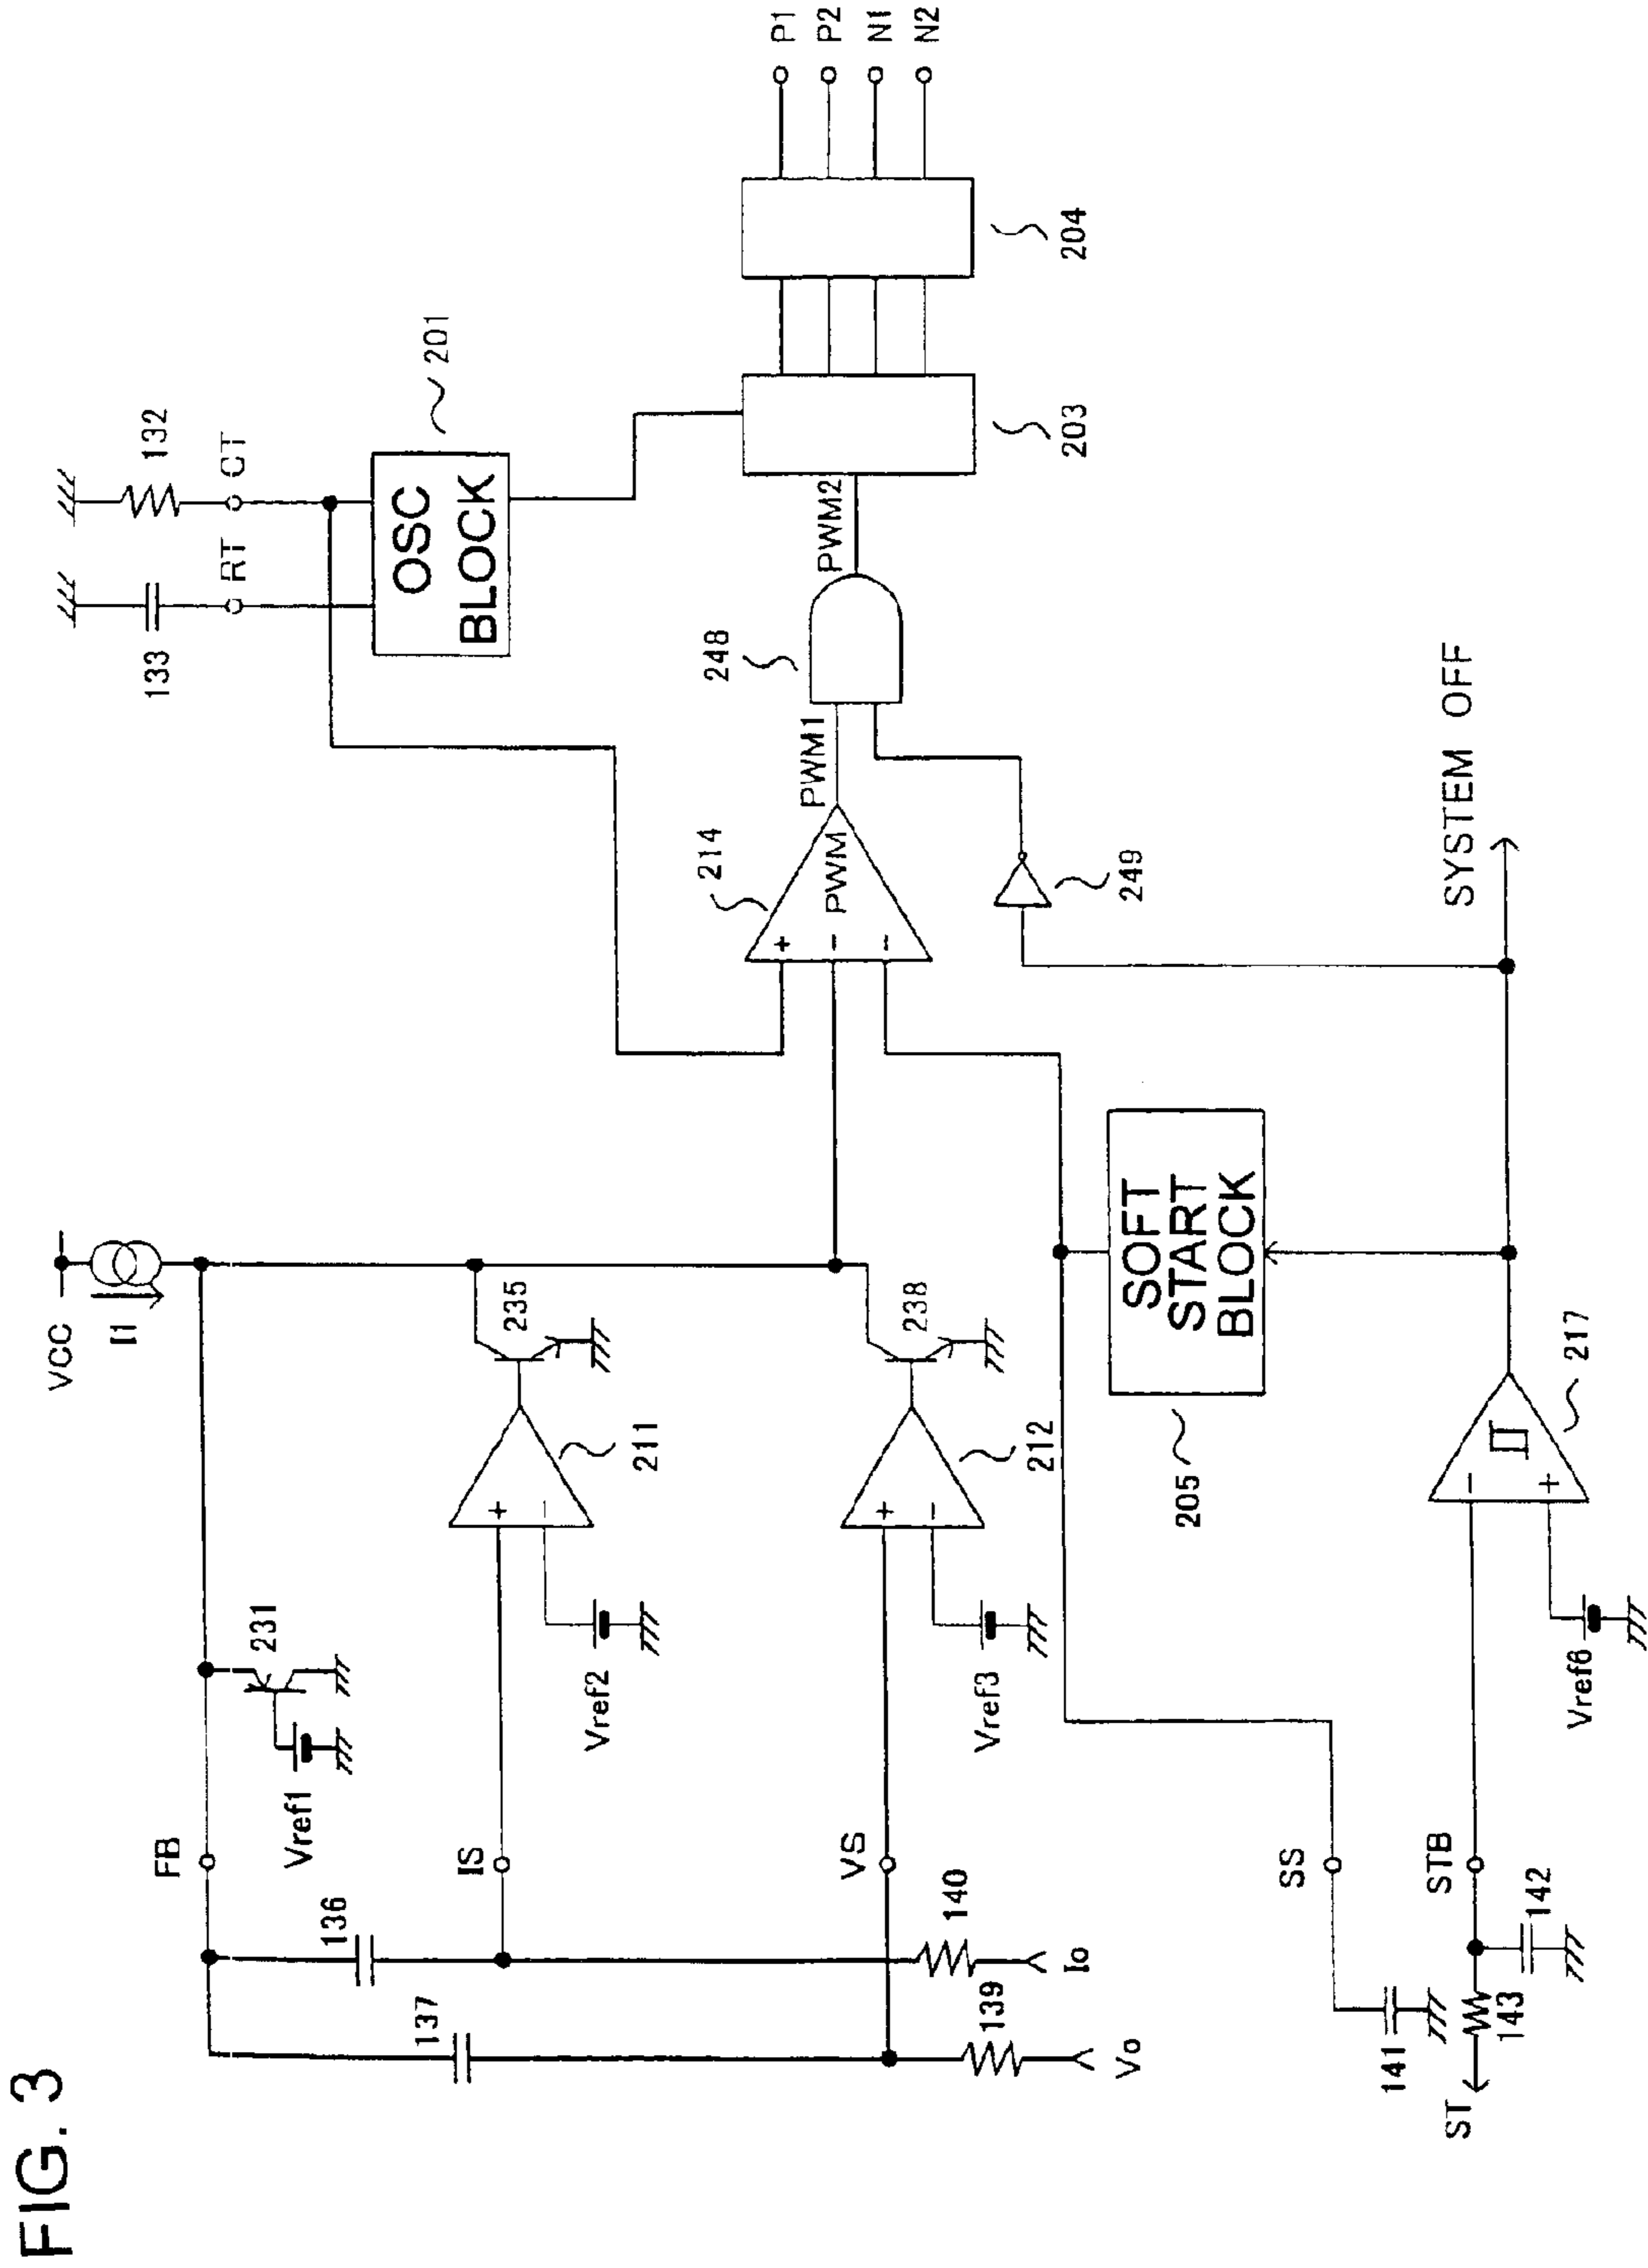 FIG. 3
VCC
I1
FB
Vref1
231
136
137
IS
Vref2
211
235
VS
Vref3
212
238
140
Io
139
Vo
133
132
RT
CT
OSC
BLOCK
201
214
+
−
−
PWM
PWM1
248
PWM2
203
204
P1
P2
N1
N2
249
SOFT
START
BLOCK
205
SS
141
STB
142
143
ST
Vref6
217
SYSTEM OFF